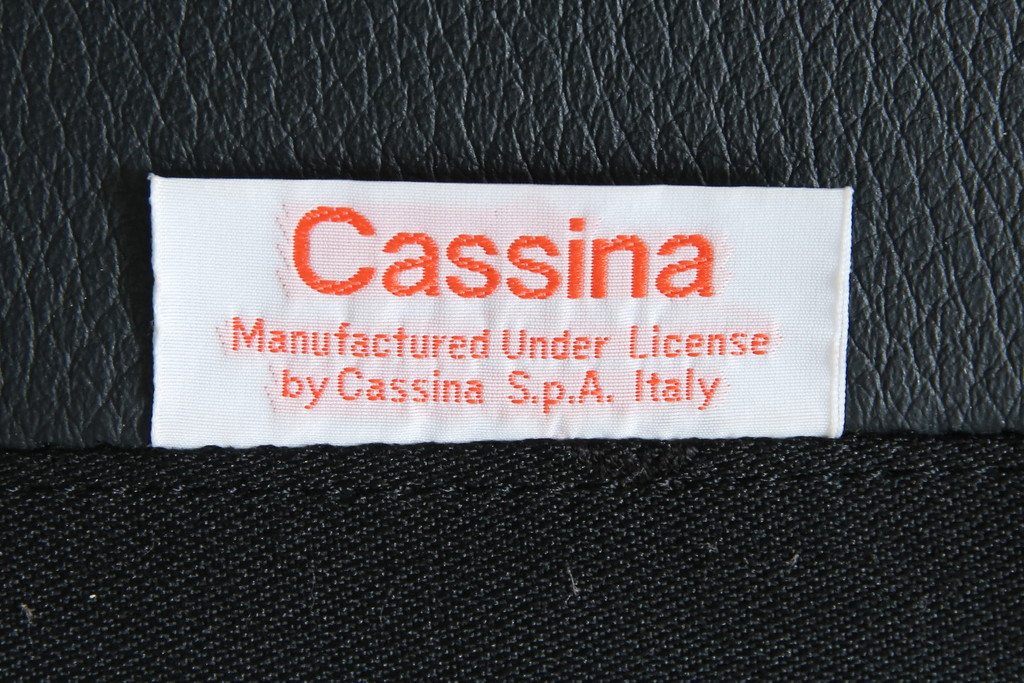 Cassina
Manufactured Under License
by Cassina S.p.A. Italy